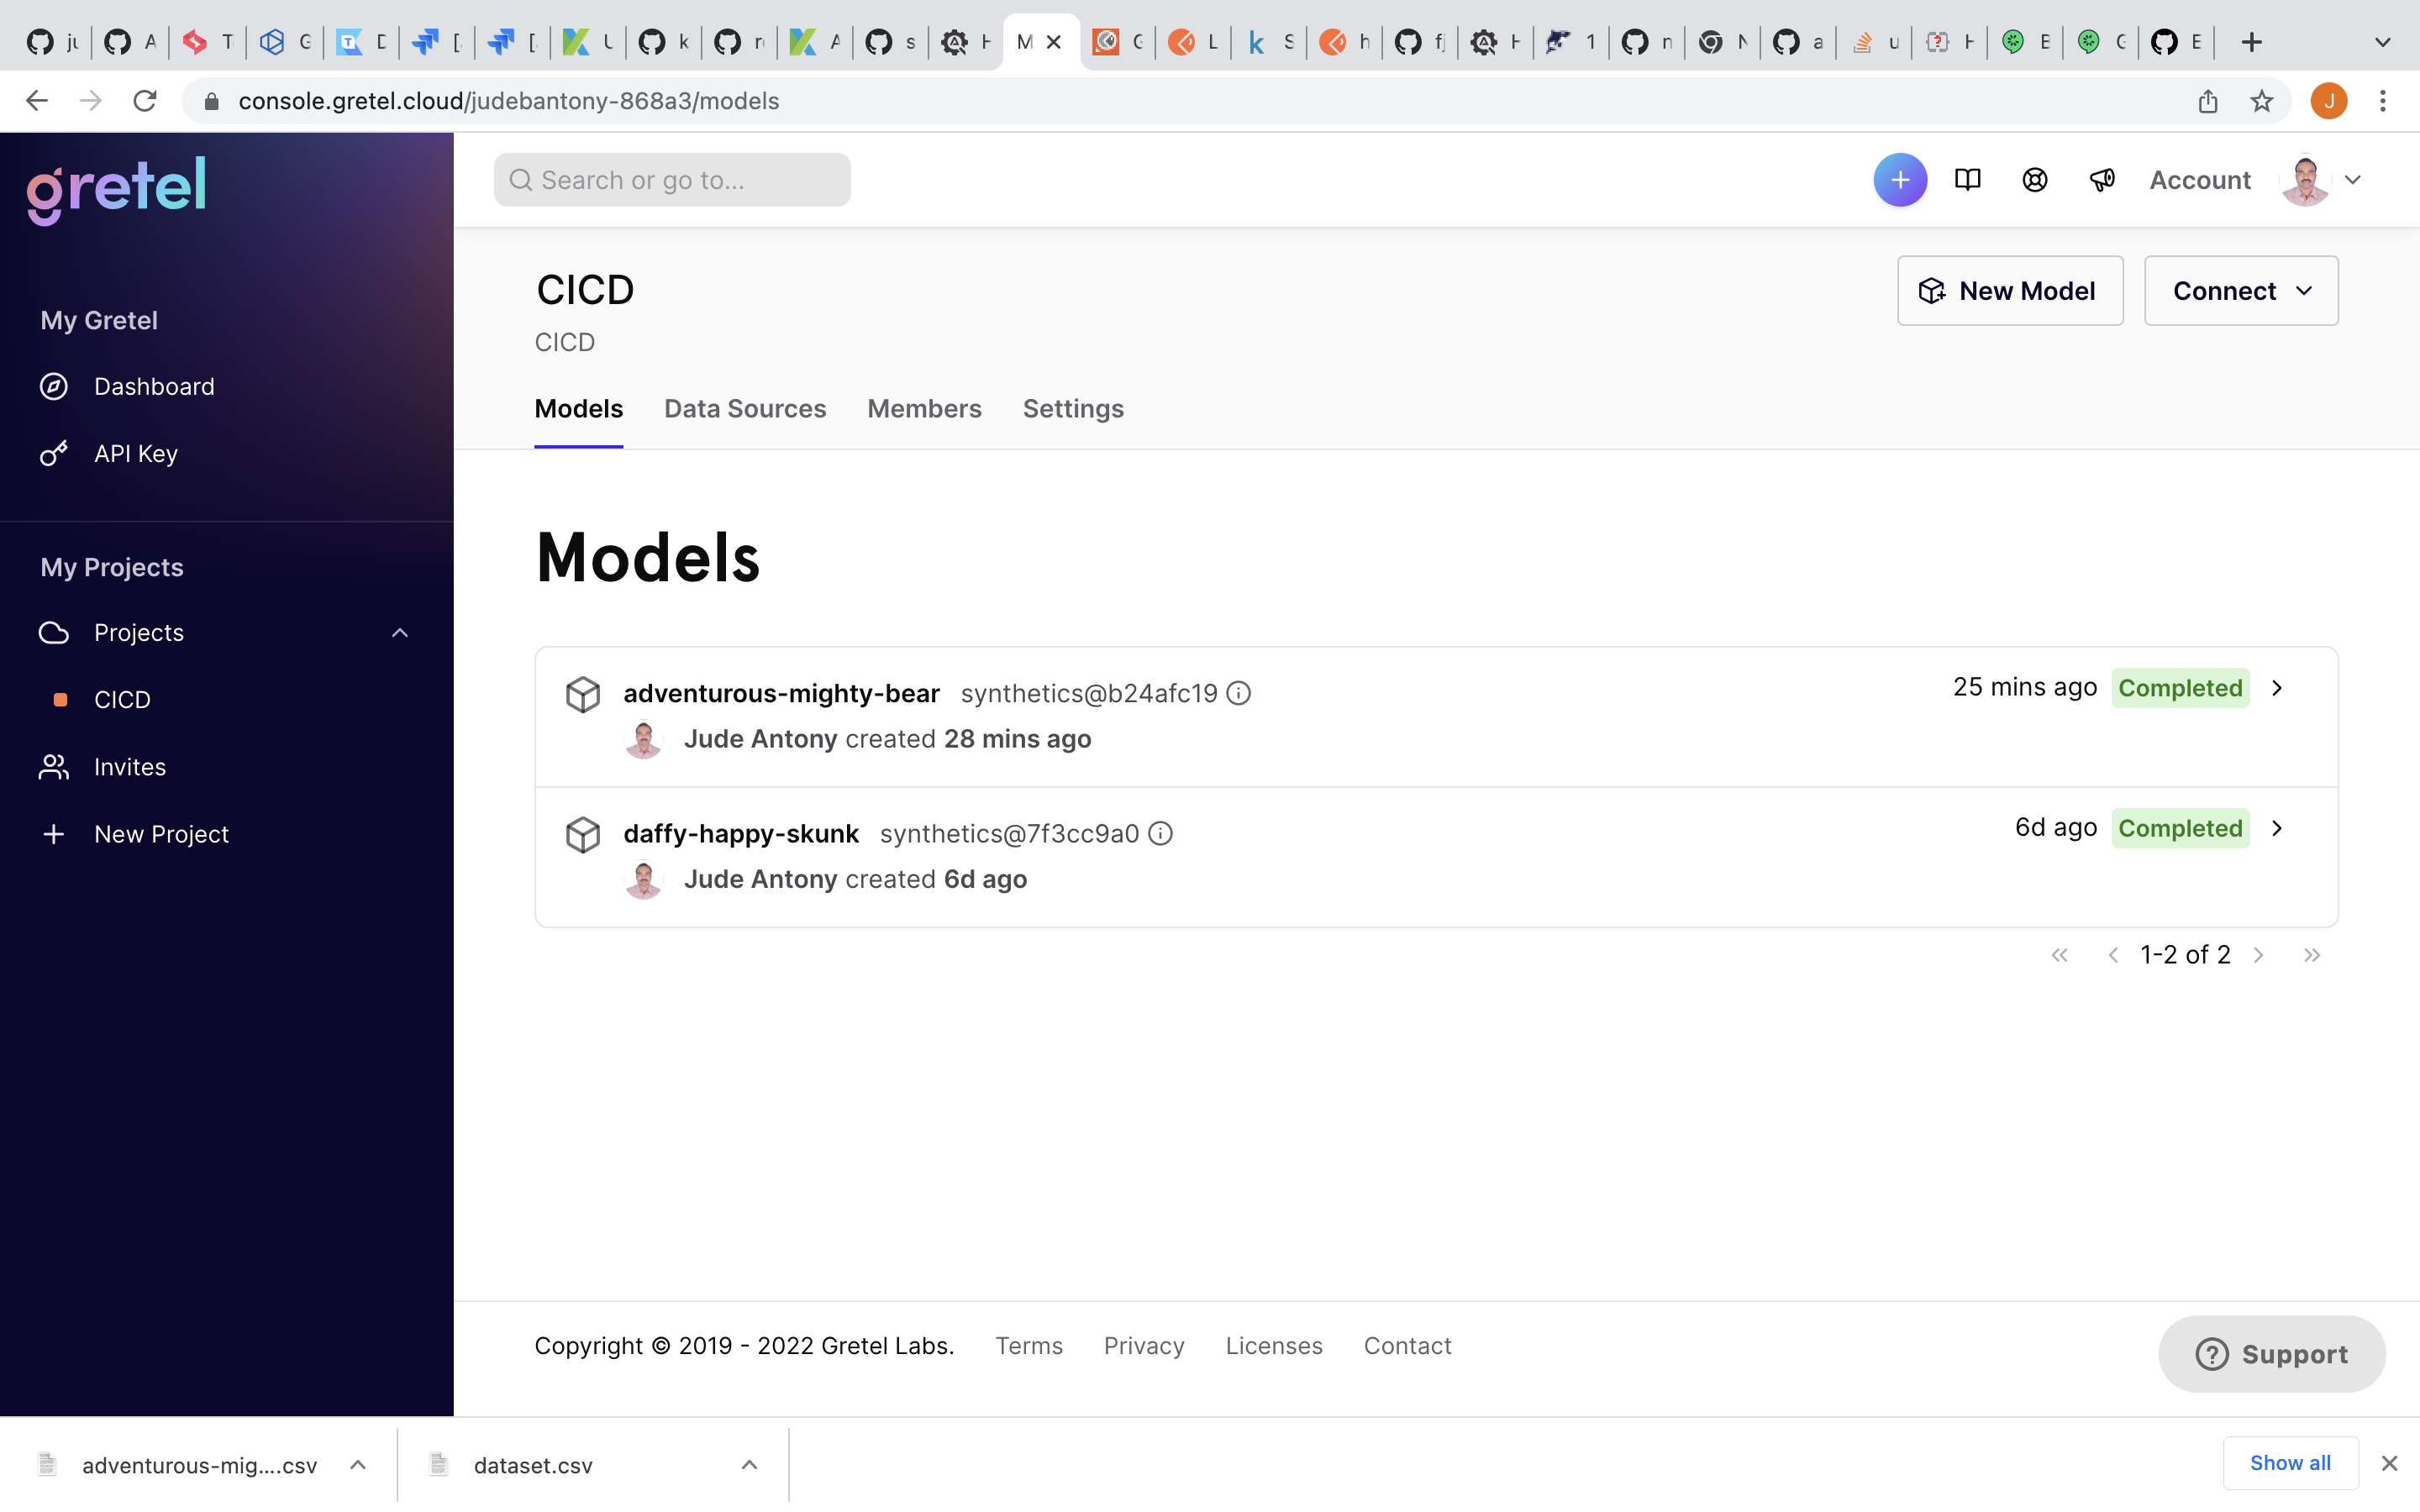 console.gretel.cloud/judebantony-868a3/models
J
gretel
Search or go to...
Account
My Gretel
Dashboard
API Key
My Projects
Projects
CICD
Invites
New Project
CICD
CICD
New Model
Connect
Models Data Sources Members Settings
Models
adventurous-mighty-bear synthetics@b24afc19
25 mins ago Completed
Jude Antony created 28 mins ago
daffy-happy-skunk synthetics@7f3cc9a0
6d ago Completed
Jude Antony created 6d ago
1-2 of 2
Copyright © 2019 - 2022 Gretel Labs. Terms Privacy Licenses Contact
Support
adventurous-mig....csv
dataset.csv
Show all